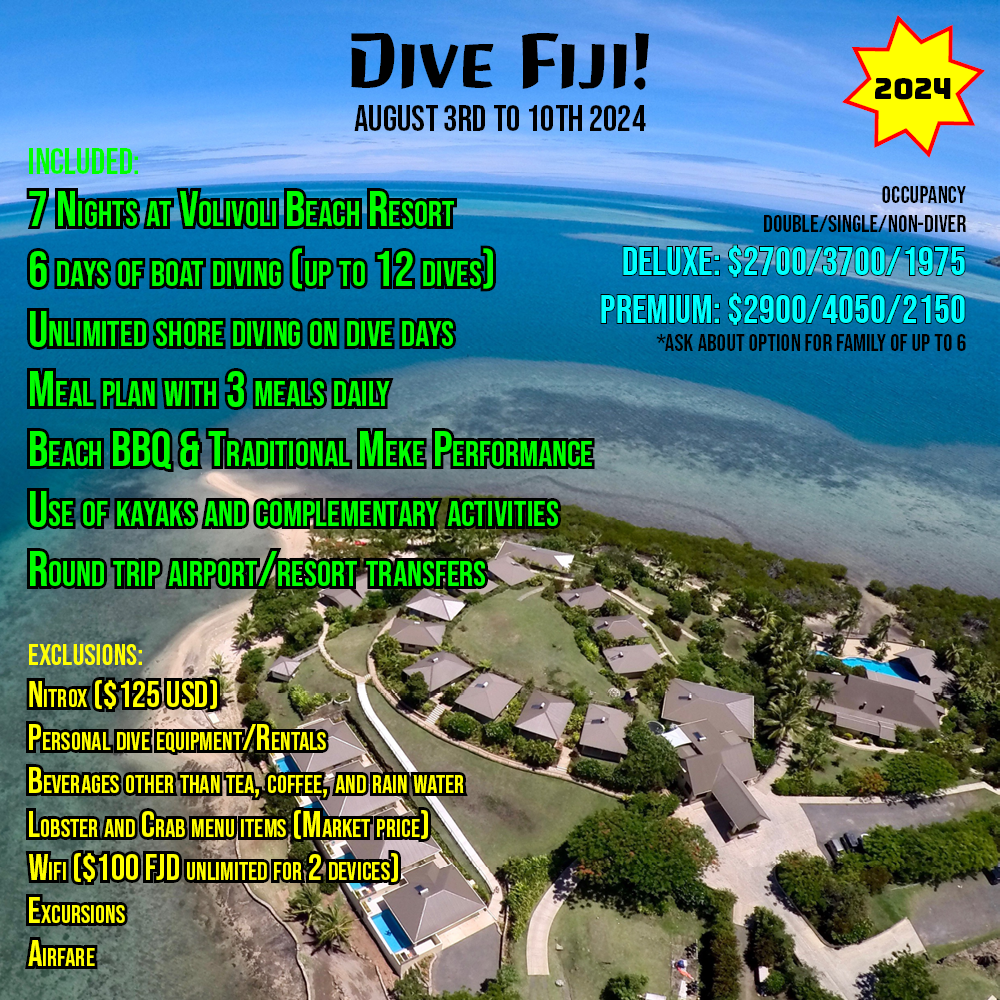 Dive Fiji!
AUGUST 3RD TO 10TH 2024
2024
INCLUDED:
7 Nights at Volivoli Beach Resort
6 days of boat diving (up to 12 dives)
Unlimited shore diving on dive days
Meal plan with 3 meals daily
Beach BBQ & Traditional Meke Performance
Use of kayaks and complementary activities
Round trip airport/resort transfers
OCCUPANCY
DOUBLE/SINGLE/NON-DIVER
DELUXE: $2700/3700/1975
PREMIUM: $2900/4050/2150
*ASK ABOUT OPTION FOR FAMILY OF UP TO 6
EXCLUSIONS:
Nitrox ($125 USD)
Personal dive equipment/Rentals
Beverages other than tea, coffee, and rain water
Lobster and Crab menu items (Market price)
Wifi ($100 FJD unlimited for 2 devices)
Excursions
Airfare